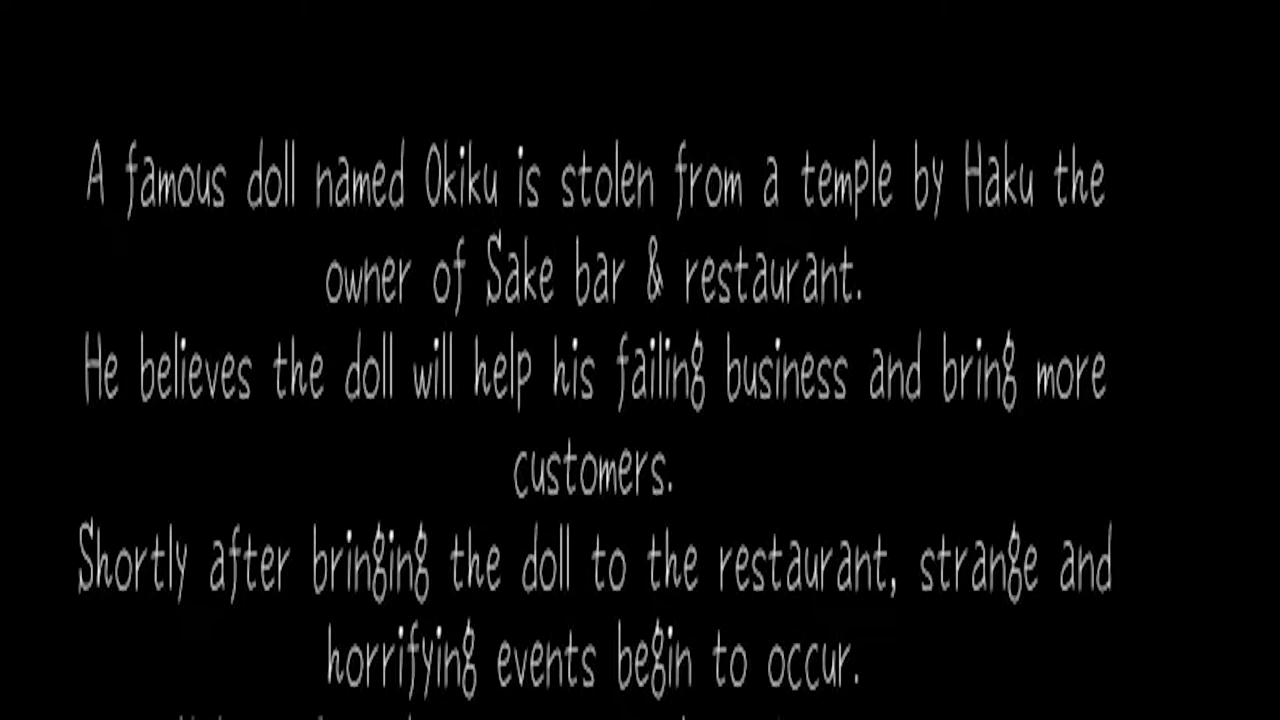 A famous doll named Okiku is stolen from a temple by Haku the
owner of Sake bar & restaurant.
He believes the doll will help his failing business and bring more
customers.
Shortly after bringing the doll to the restaurant, strange and
horrifying events begin to occur.